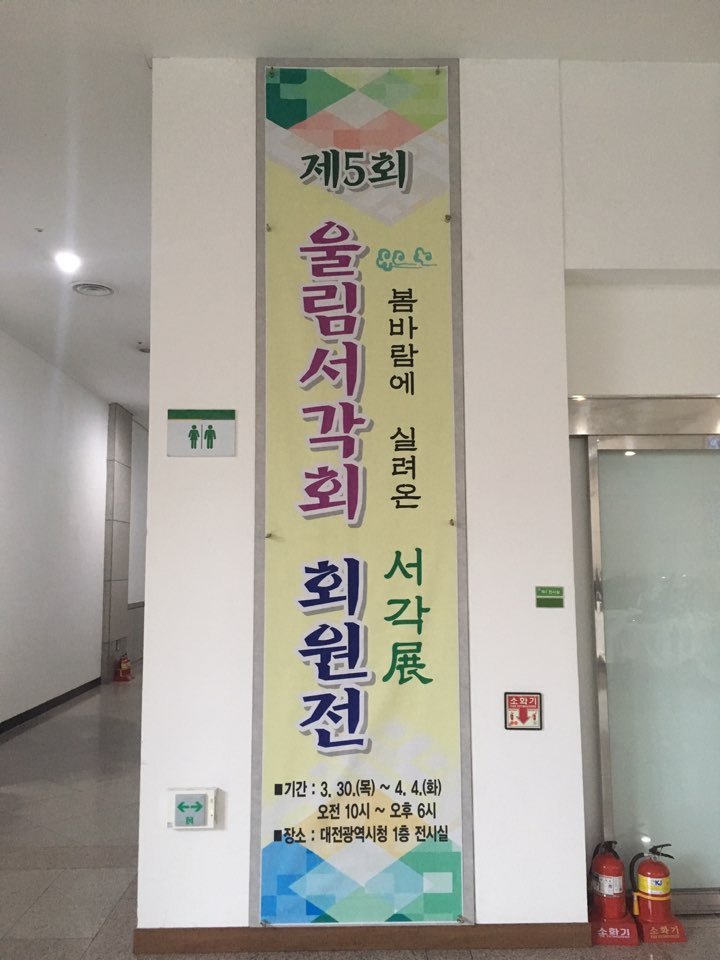 제5회
울림서각회 회원전
봄바람에 실려온
서각展
■기간 : 3. 30.(목) ~ 4. 4.(화)
오전 10시 ~ 오후 6시
■장소 : 대전광역시청 1층 전시실
소화기
소화기
소화기